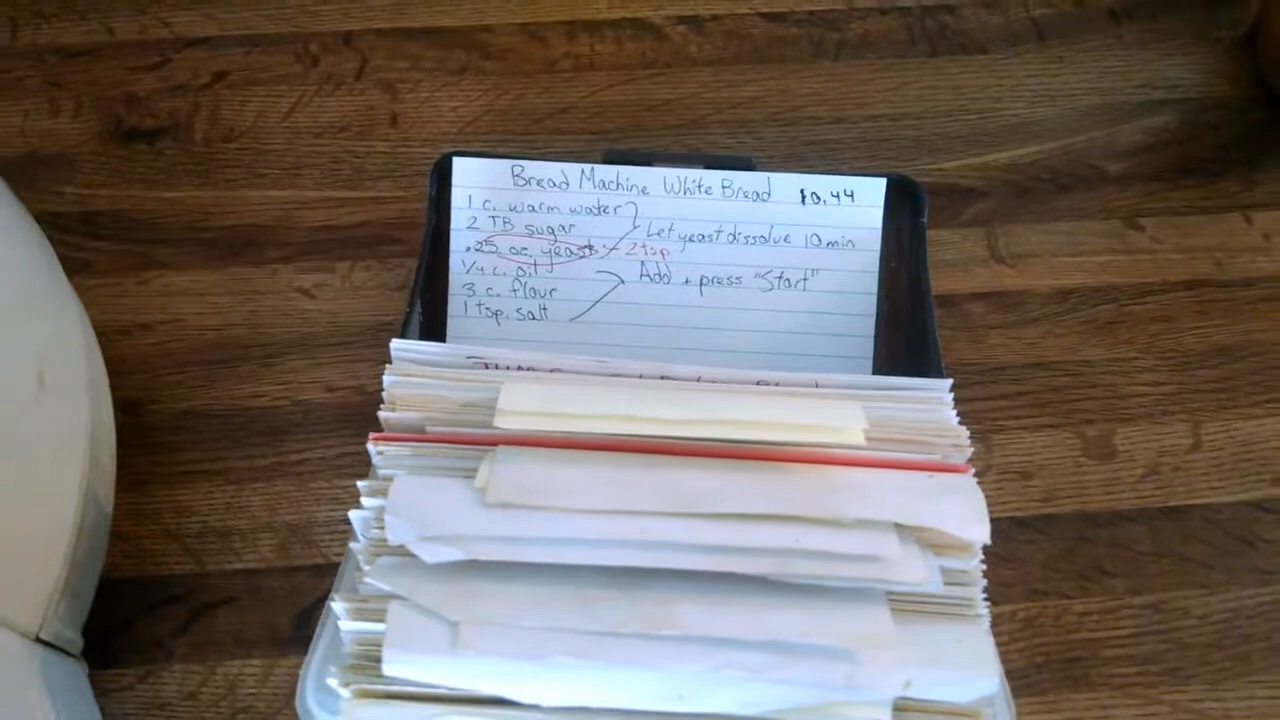 Bread Machine White Bread $0.44
1 c. warm water
2 TB sugar
Let yeast dissolve 10 min
.25 oz. yeast - 2 tsp
1/4 c. oil
Add + press "Start"
3 c. flour
1 tsp. salt